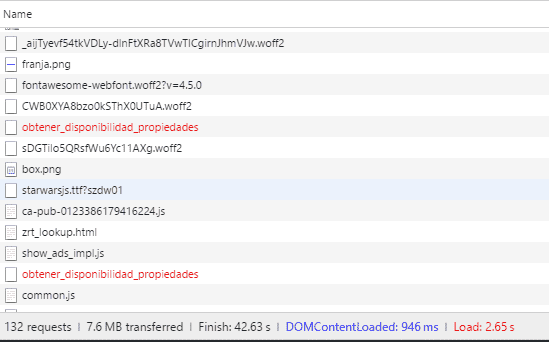 Name
_aijTyevf54tkVDLy-dlnFtXRa8TVwTICgirnJhmVJw.woff2
franja.png
fontawesome-webfont.woff2?v=4.5.0
CWB0XYA8bzo0kSThX0UTuA.woff2
obtener_disponibilidad_propiedades
sDGTilo5QRsfWu6Yc11AXg.woff2
box.png
starwarsjs.ttf?szdw01
ca-pub-0123386179416224.js
zrt_lookup.html
show_ads_impl.js
obtener_disponibilidad_propiedades
common.js
132 requests | 7.6 MB transferred | Finish: 42.63 s | DOMContentLoaded: 946 ms | Load: 2.65 s